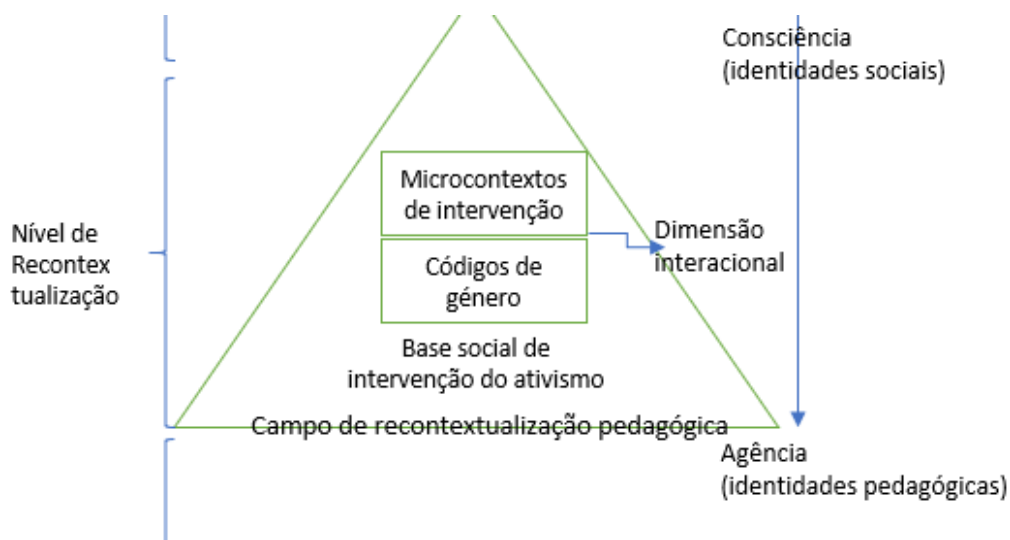 Consciência
(identidades sociais)
Microcontextos
de intervenção
Nível de
Recontex
tualização
Dimensão
interacional
Códigos de
género
Base social de
intervenção do ativismo
Campo de recontextualização pedagógica
Agência
(identidades pedagógicas)